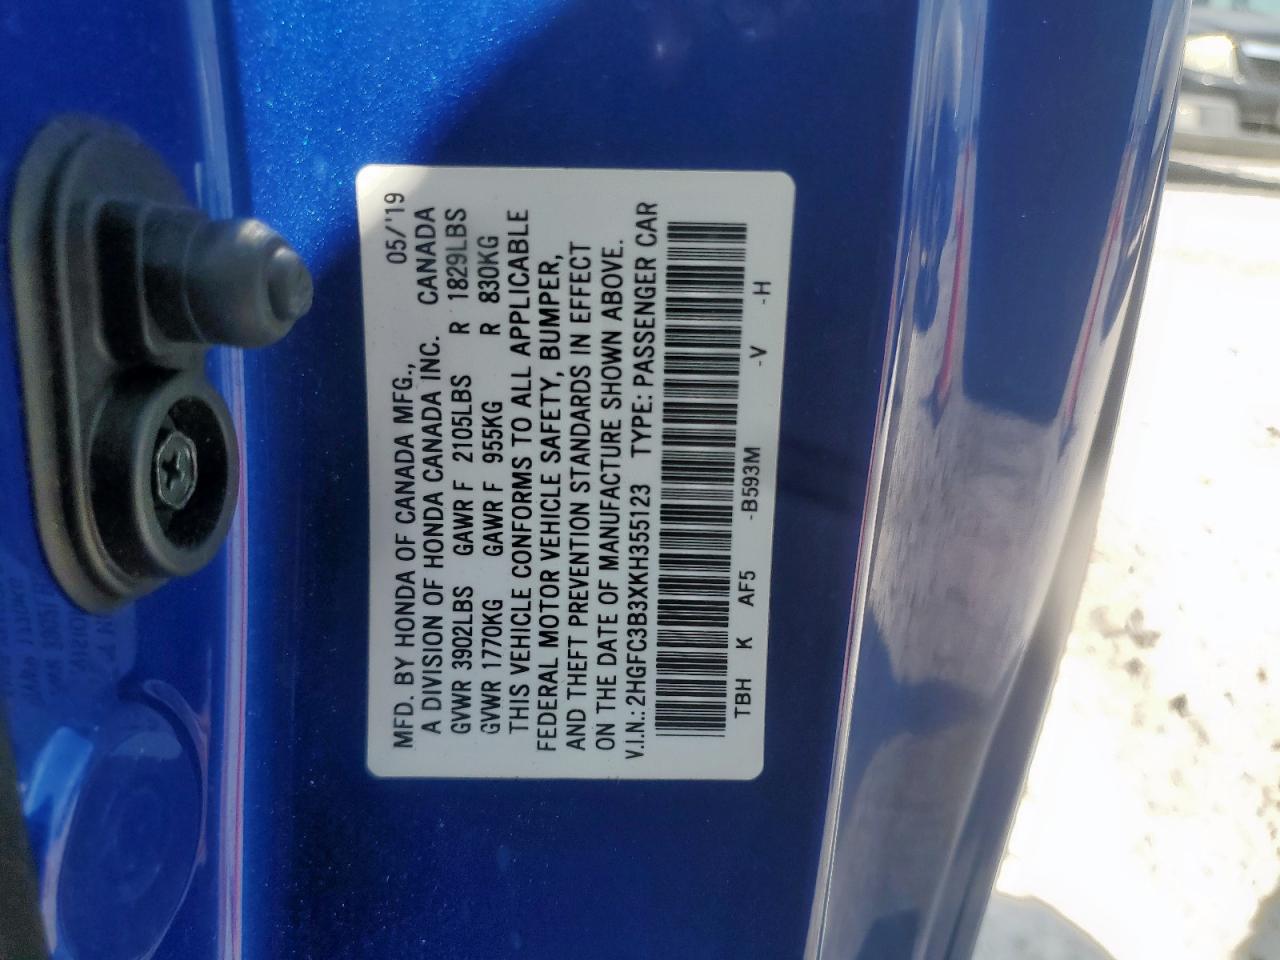 MFD. BY HONDA OF CANADA MFG., 05/'19
A DIVISION OF HONDA CANADA INC. CANADA
GVWR 3902LBS GAWR F 2105LBS R 1829LBS
GVWR 1770KG GAWR F 955KG R 830KG
THIS VEHICLE CONFORMS TO ALL APPLICABLE
FEDERAL MOTOR VEHICLE SAFETY, BUMPER,
AND THEFT PREVENTION STANDARDS IN EFFECT
ON THE DATE OF MANUFACTURE SHOWN ABOVE.
V.I.N.: 2HGFC3B3XKH355123 TYPE: PASSENGER CAR
TBH K AF5 -B593M -V -H